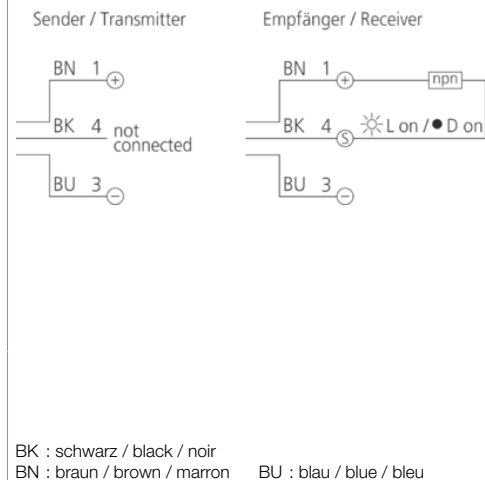 Sender / Transmitter
BN 1 +
BK 4 not connected
BU 3 −
Empfänger / Receiver
BN 1 + npn
BK 4 S L on / ● D on
BU 3 −
BK : schwarz / black / noir
BN : braun / brown / marron BU : blau / blue / bleu